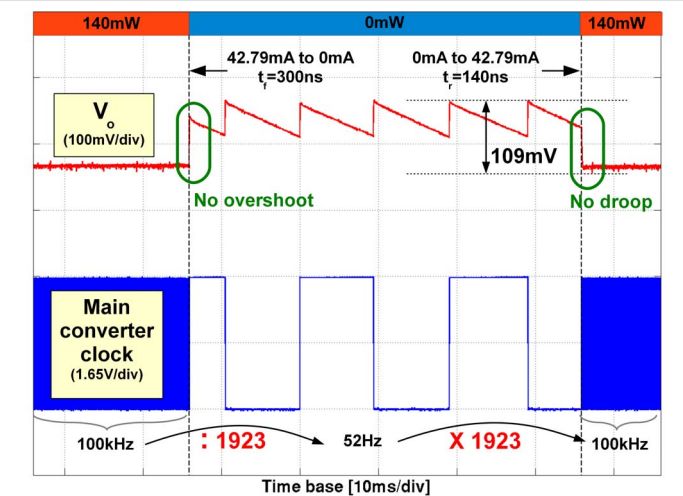 140mW 0mW 140mW
42.79mA to 0mA 0mA to 42.79mA
tf=300ns tr=140ns
Vo
(100mV/div)
109mV
No overshoot No droop
Main
converter
clock
(1.65V/div)
100kHz : 1923 52Hz X 1923 100kHz
Time base [10ms/div]